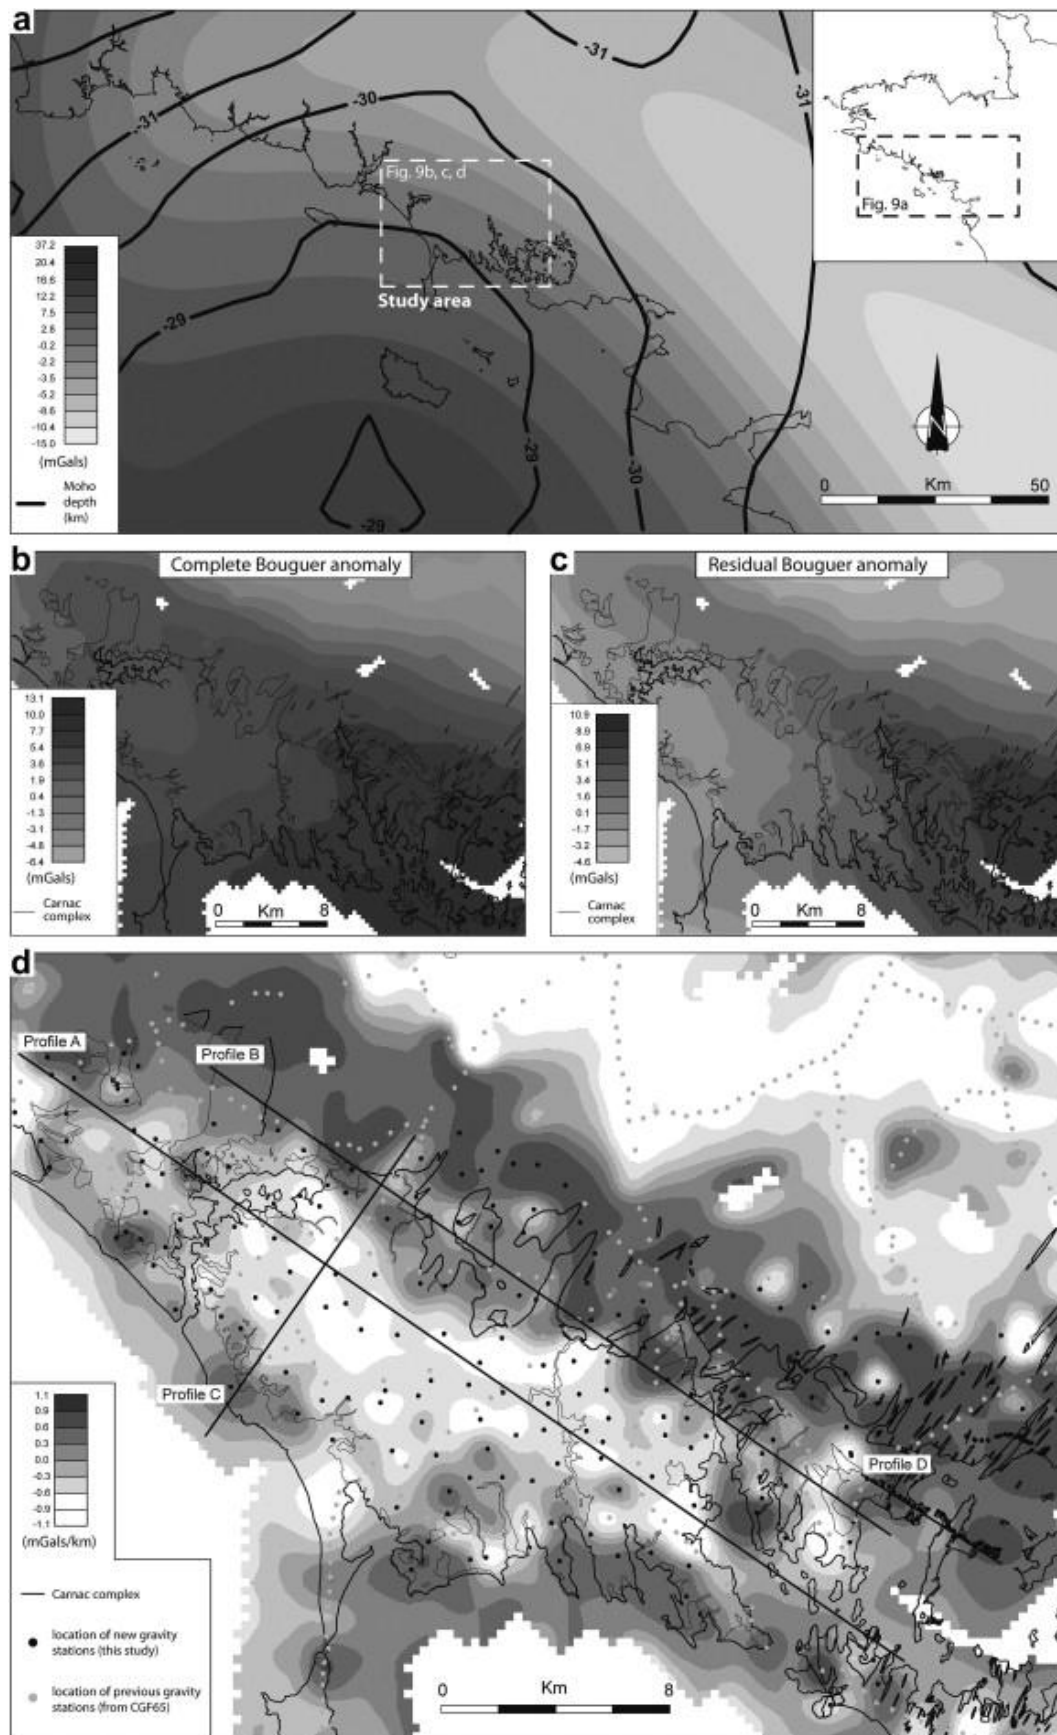 a
-31
-31
-31
-30
Fig. 9b, c, d
Fig. 9a
Study area
-29
-29
-30
-29
37.2
20.4
16.6
12.2
7.5
2.6
-0.2
-2.2
-3.5
-5.2
-8.6
-10.4
-15.0
(mGals)
Moho
depth
(km)
N
Km
0
50
b
Complete Bouguer anomaly
13.1
10.0
7.7
5.4
3.6
1.9
0.4
-1.3
-3.1
-4.8
-6.4
(mGals)
Carnac
complex
0
Km
8
c
Residual Bouguer anomaly
10.9
8.9
6.9
5.1
3.4
1.6
0.1
-1.7
-3.2
-4.6
(mGals)
Carnac
complex
0
Km
8
d
Profile A
Profile B
Profile C
Profile D
1.1
0.9
0.6
0.3
0.0
-0.3
-0.6
-0.9
-1.1
(mGals/km)
Carnac complex
location of new gravity
stations (this study)
location of previous gravity
stations (from CGF65)
0
Km
8